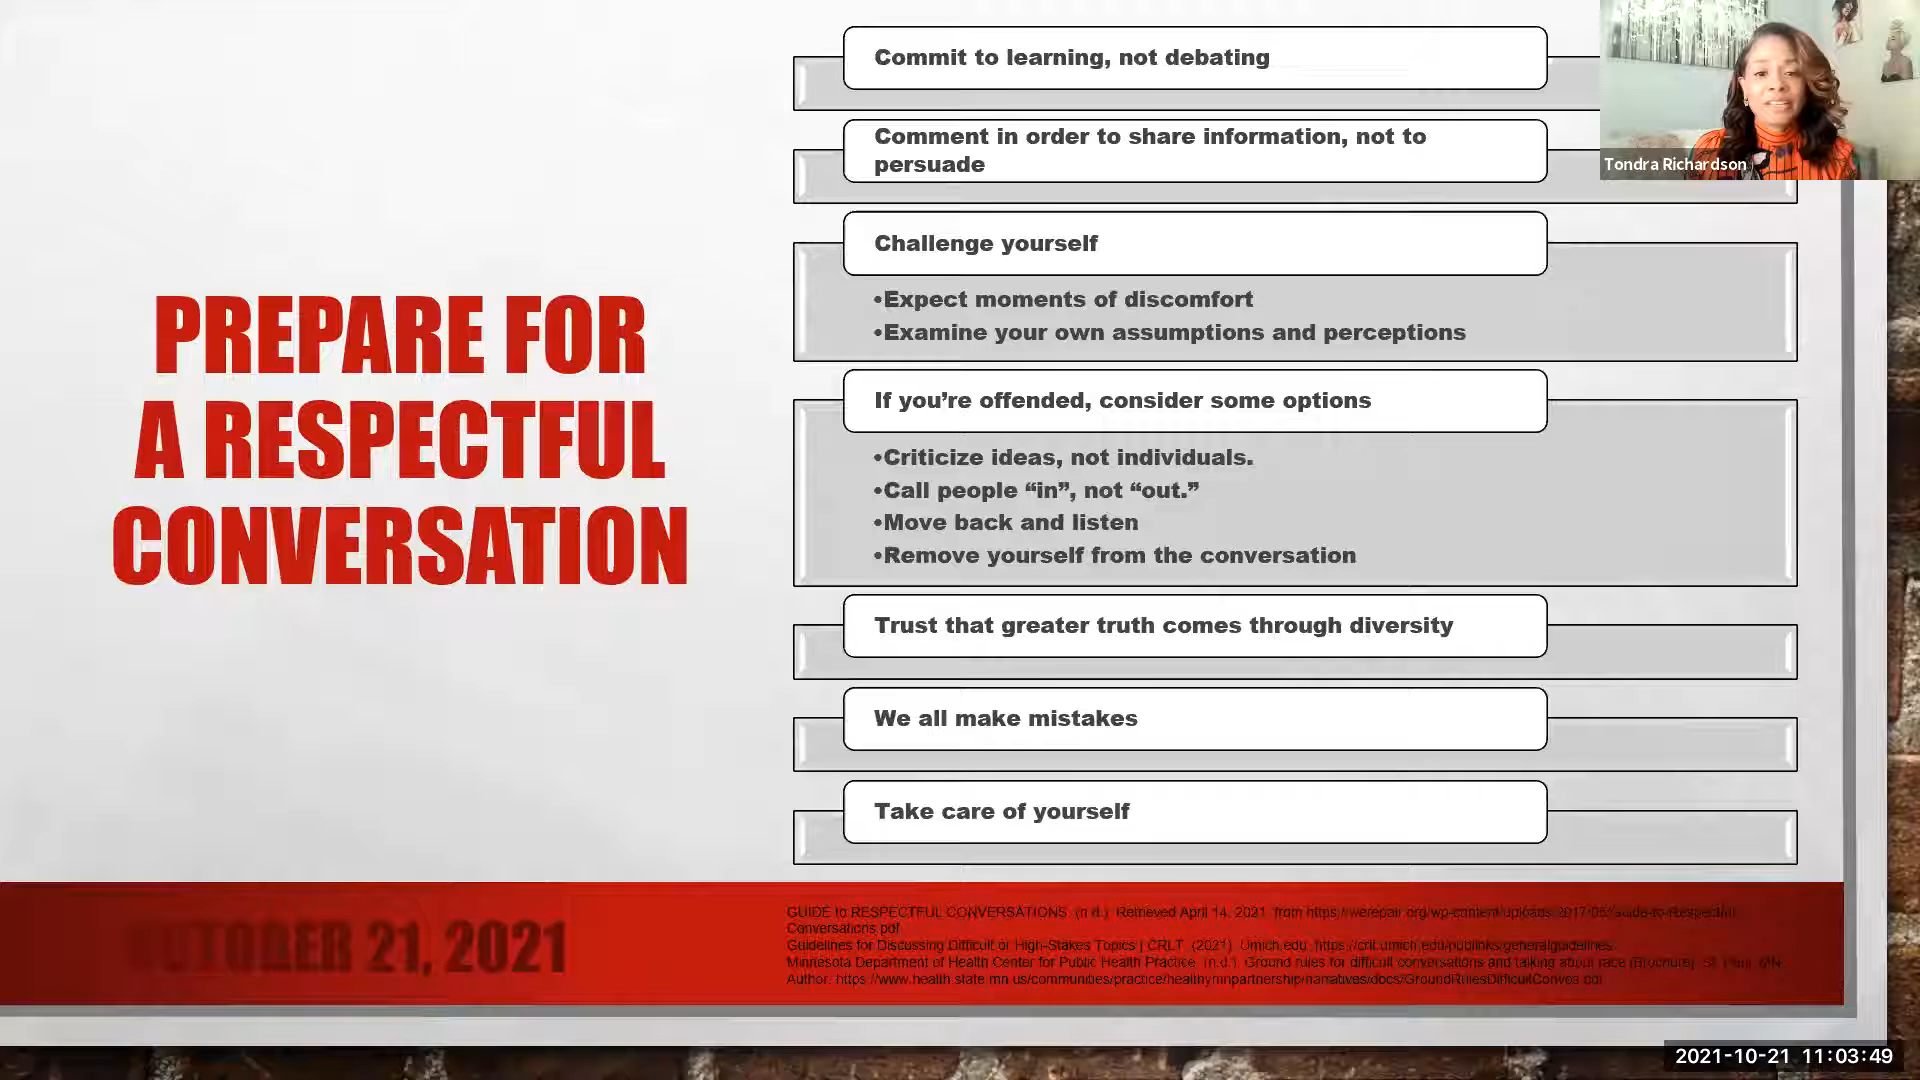 PREPARE FOR
A RESPECTFUL
CONVERSATION
Commit to learning, not debating
Comment in order to share information, not to
persuade
Challenge yourself
•Expect moments of discomfort
•Examine your own assumptions and perceptions
If you’re offended, consider some options
•Criticize ideas, not individuals.
•Call people “in”, not “out.”
•Move back and listen
•Remove yourself from the conversation
Trust that greater truth comes through diversity
We all make mistakes
Take care of yourself
Tondra Richardson
OCTOBER 21, 2021
GUIDE to RESPECTFUL CONVERSATIONS. (n.d.). Retrieved April 14, 2021, from https://werepair.org/wp-content/uploads/2017/05/Guide-to-Respectful-
Conversations.pdf
Guidelines for Discussing Difficult or High-Stakes Topics | CRLT. (2021). Umich.edu. https://crlt.umich.edu/publinks/generalguidelines
Minnesota Department of Health Center for Public Health Practice. (n.d.). Ground rules for difficult conversations and talking about race (Brochure). St. Paul, MN:
Author. https://www.health.state.mn.us/communities/practice/healthymnpartnership/narratives/docs/GroundRulesDifficultConvos.pdf
2021-10-21 11:03:49